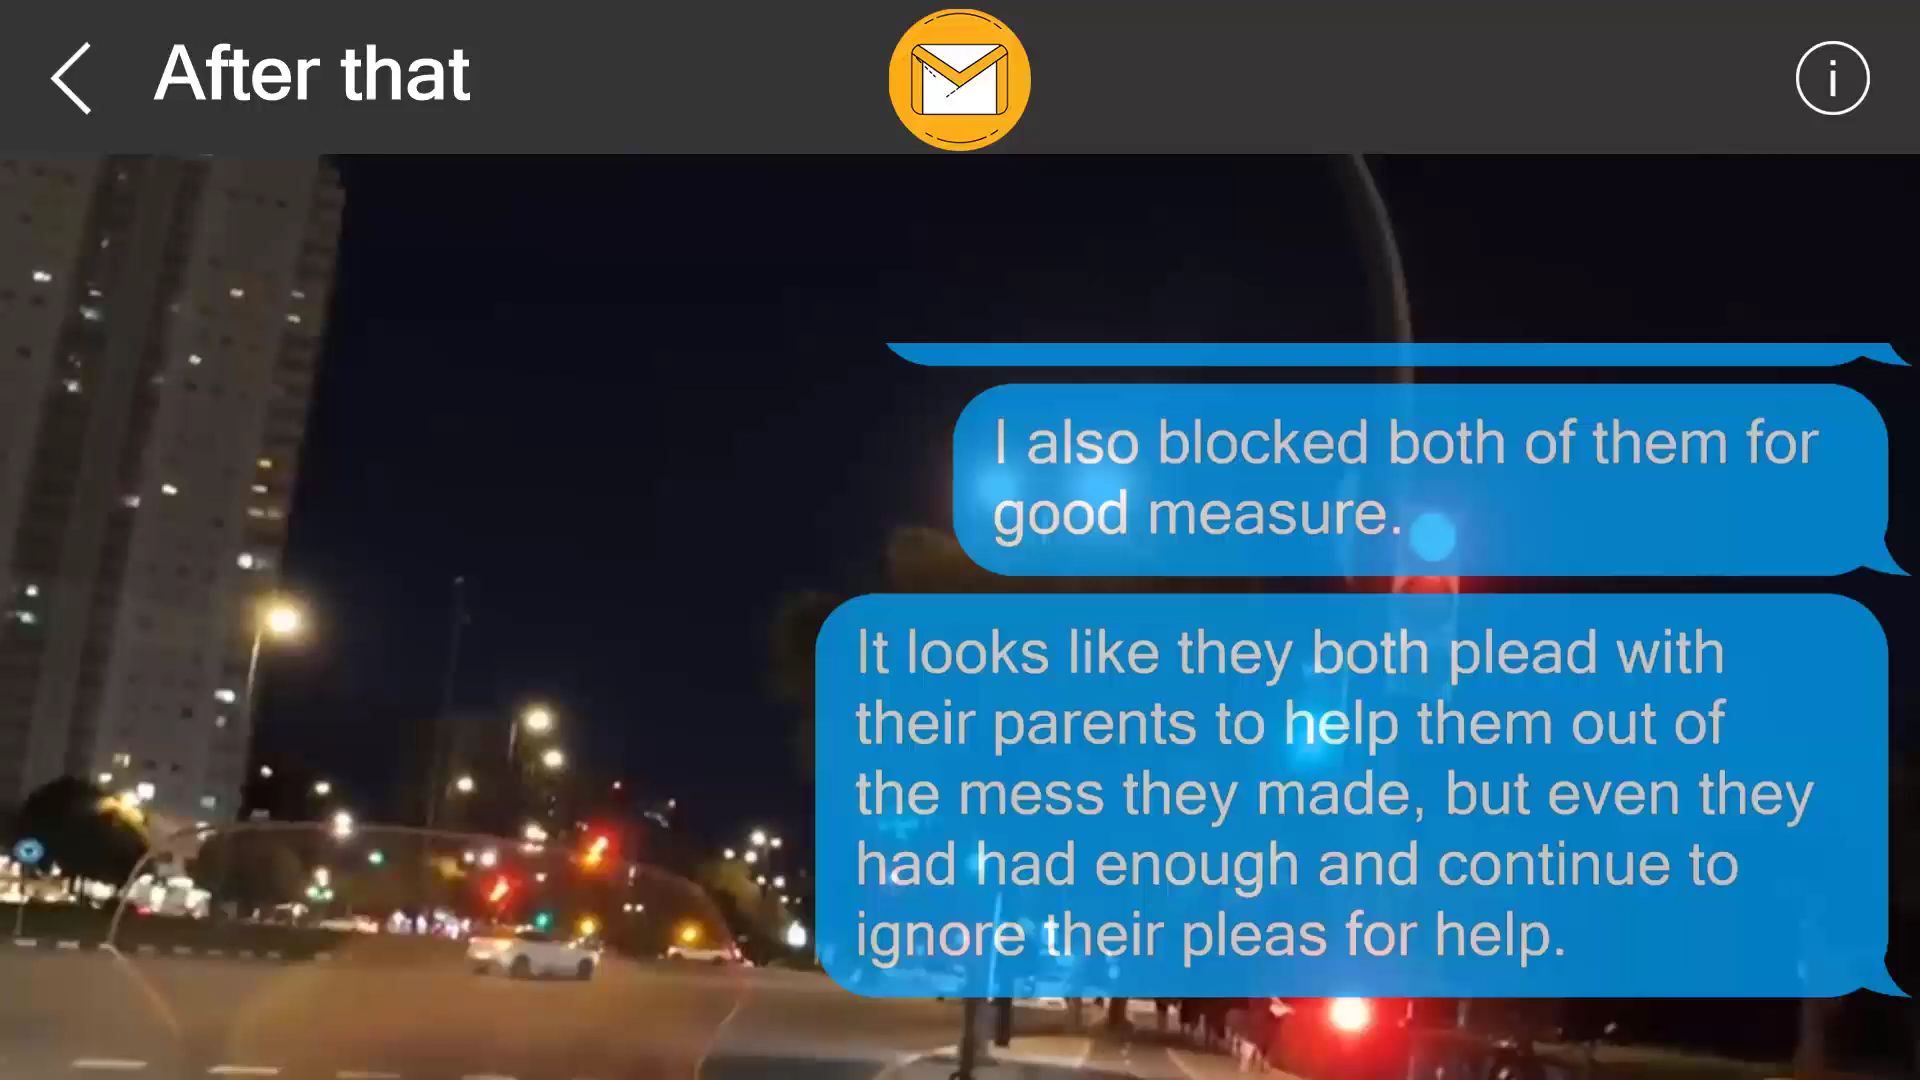 After that
i
I also blocked both of them for
good measure.
It looks like they both plead with
their parents to help them out of
the mess they made, but even they
had had enough and continue to
ignore their pleas for help.